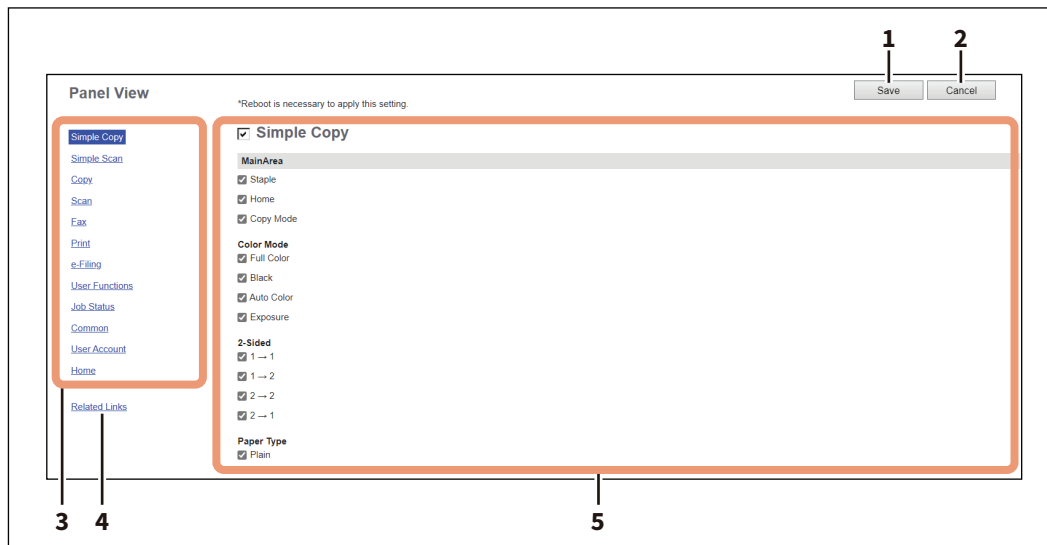 1 2
Panel View
*Reboot is necessary to apply this setting.
Save Cancel
Simple Copy
Simple Scan
Copy
Scan
Fax
Print
e-Filing
User Functions
Job Status
Common
User Account
Home
Related Links
Simple Copy
MainArea
Staple
Home
Copy Mode
Color Mode
Full Color
Black
Auto Color
Exposure
2-Sided
1 → 1
1 → 2
2 → 2
2 → 1
Paper Type
Plain
3 4 5